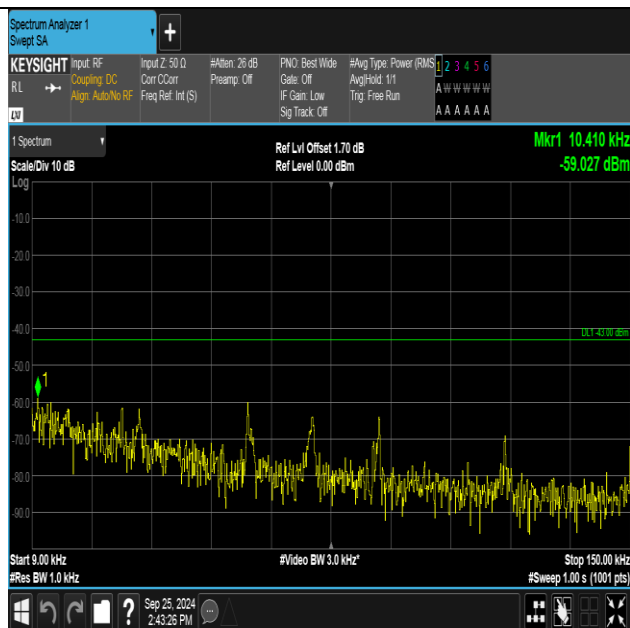 Spectrum Analyzer 1
Swept SA
+
KEYSIGHT
RL
LXI
Input: RF
Coupling: DC
Align: Auto/No RF
Input Z: 50 Ω
Corr CCorr
Freq Ref: Int (S)
#Atten: 26 dB
Preamp: Off
PNO: Best Wide
Gate: Off
IF Gain: Low
Sig Track: Off
#Avg Type: Power (RMS
Avg|Hold: 1/1
Trig: Free Run
1 2 3 4 5 6
A W W W W W
A A A A A A
1 Spectrum
Scale/Div 10 dB
Log
Ref Lvl Offset 1.70 dB
Ref Level 0.00 dBm
Mkr1 10.410 kHz
-59.027 dBm
-10.0
-20.0
-30.0
-40.0
DL1 -43.00 dBm
-50.0
1
-60.0
-70.0
-80.0
-90.0
Start 9.00 kHz
#Res BW 1.0 kHz
#Video BW 3.0 kHz*
Stop 150.00 kHz
#Sweep 1.00 s (1001 pts)
?
Sep 25, 2024
2:43:26 PM